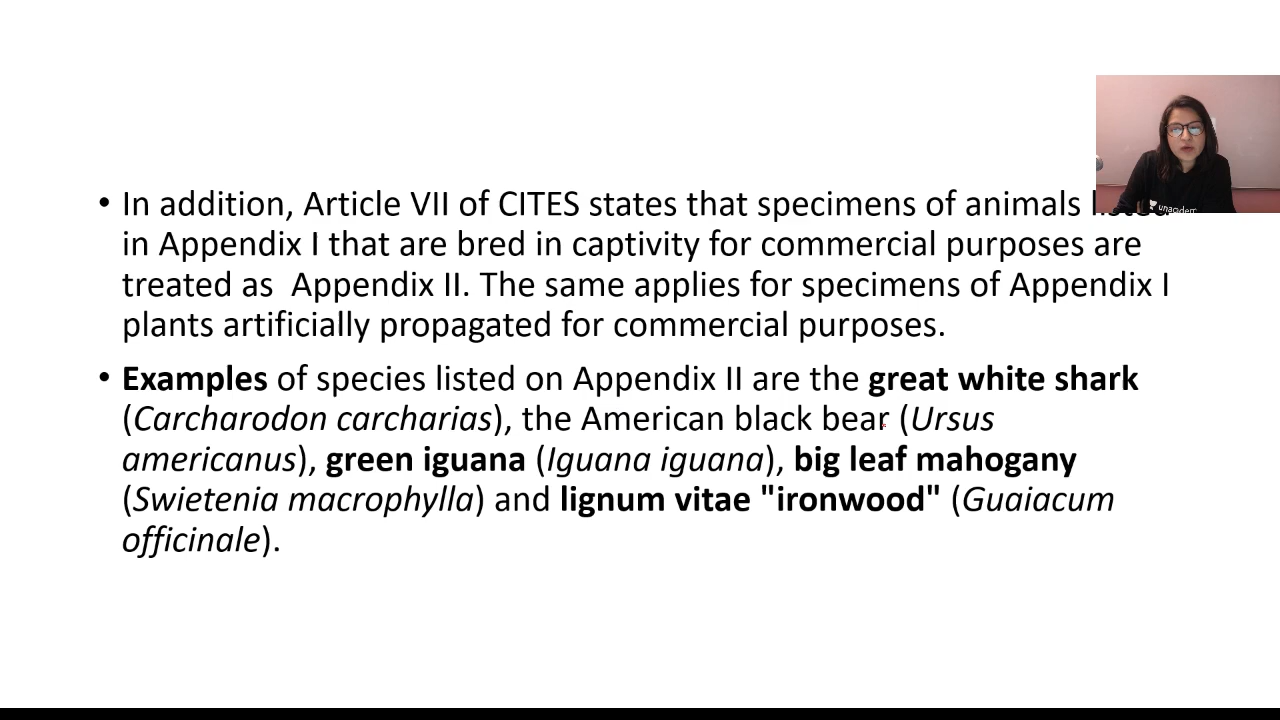 • In addition, Article VII of CITES states that specimens of animals
in Appendix I that are bred in captivity for commercial purposes are
treated as  Appendix II. The same applies for specimens of Appendix I
plants artificially propagated for commercial purposes.
• Examples of species listed on Appendix II are the great white shark
(Carcharodon carcharias), the American black bear (Ursus
americanus), green iguana (Iguana iguana), big leaf mahogany
(Swietenia macrophylla) and lignum vitae "ironwood" (Guaiacum
officinale).